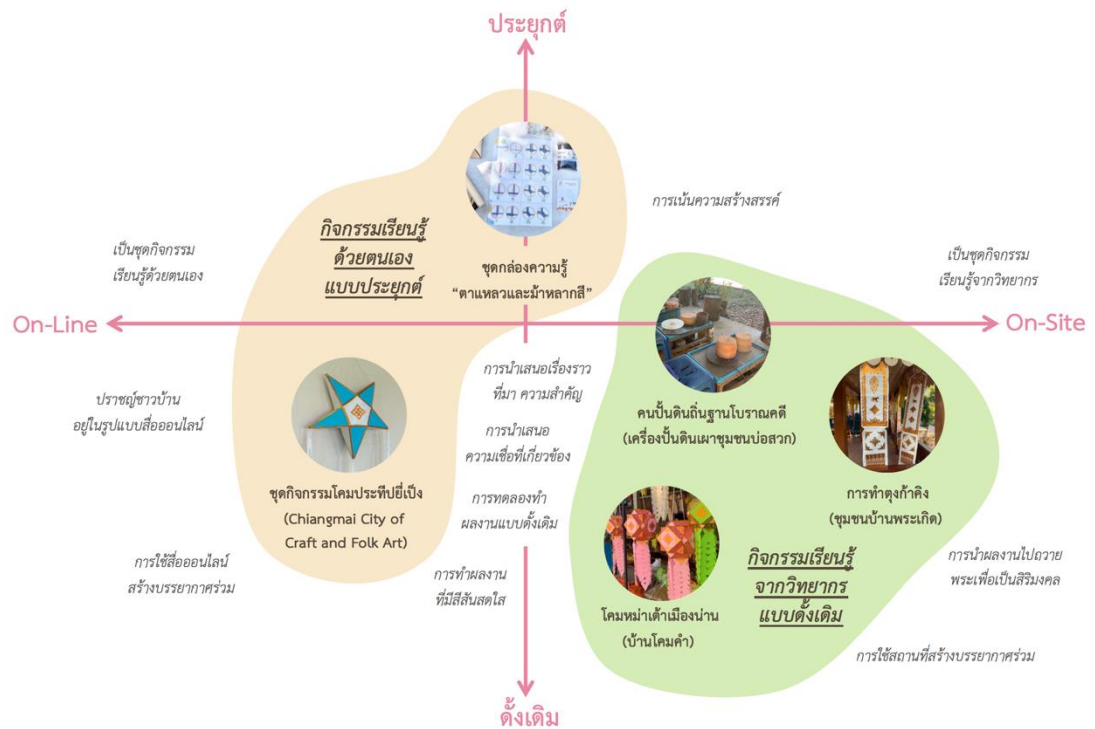 ประยุกต์
การเน้นความสร้างสรรค์
กิจกรรมเรียนรู้
ด้วยตนเอง
แบบประยุกต์
เป็นชุดกิจกรรม
เรียนรู้ด้วยตนเอง
ชุดกล่องความรู้
“ตาแหลวและม้าหลากสี”
เป็นชุดกิจกรรม
เรียนรู้จากวิทยากร
On-Line
On-Site
การนำเสนอเรื่องราว
ที่มา ความสำคัญ
ปราชญ์ชาวบ้าน
อยู่ในรูปแบบสื่อออนไลน์
คนปั้นดินถิ่นฐานโบราณคดี
(เครื่องปั้นดินเผาชุมชนบ่อสวก)
การนำเสนอ
ความเชื่อที่เกี่ยวข้อง
ชุดกิจกรรมโคมประทีปยี่เป็ง
(Chiangmai City of
Craft and Folk Art)
การทดลองทำ
ผลงานแบบดั้งเดิม
การทำตุงก้าคิง
(ชุมชนบ้านพระเกิด)
การใช้สื่อออนไลน์
สร้างบรรยากาศร่วม
การทำผลงาน
ที่มีสีสันสดใส
กิจกรรมเรียนรู้
จากวิทยากร
แบบดั้งเดิม
การนำผลงานไปถวาย
พระเพื่อเป็นสิริมงคล
โคมหม่าเต้าเมืองน่าน
(บ้านโคมคำ)
การใช้สถานที่สร้างบรรยากาศร่วม
ดั้งเดิม